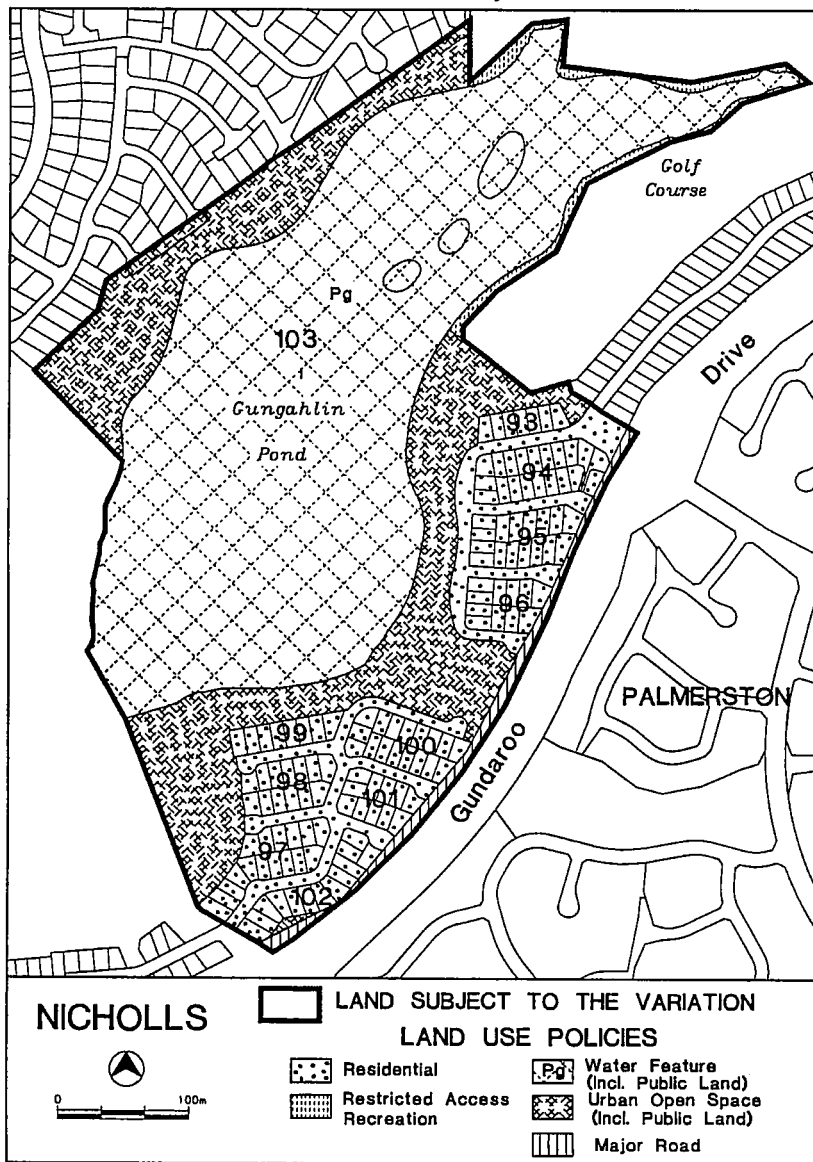 Golf
Course
Pg
103
Gungahlin
Pond
Drive
93
94
95
96
PALMERSTON
99
100
98
101
97
102
Gundaroo
NICHOLLS
LAND SUBJECT TO THE VARIATION
LAND USE POLICIES
Residential
Restricted Access
Recreation
Pg Water Feature
(Incl. Public Land)
Urban Open Space
(Incl. Public Land)
Major Road
0 100m